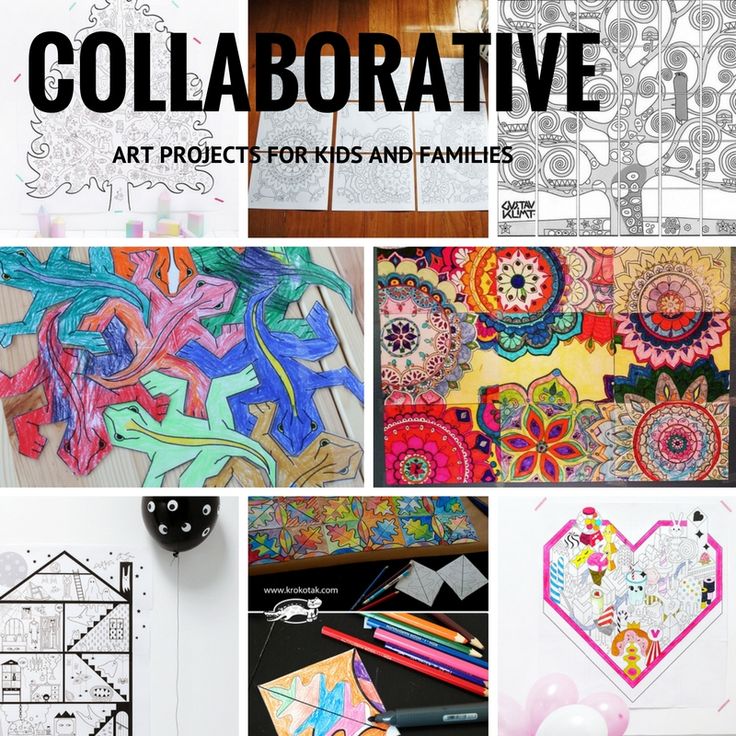 COLLABORATIVE
ART PROJECTS FOR KIDS AND FAMILIES
GUSTAV
KLIMT
www.krokotak.com